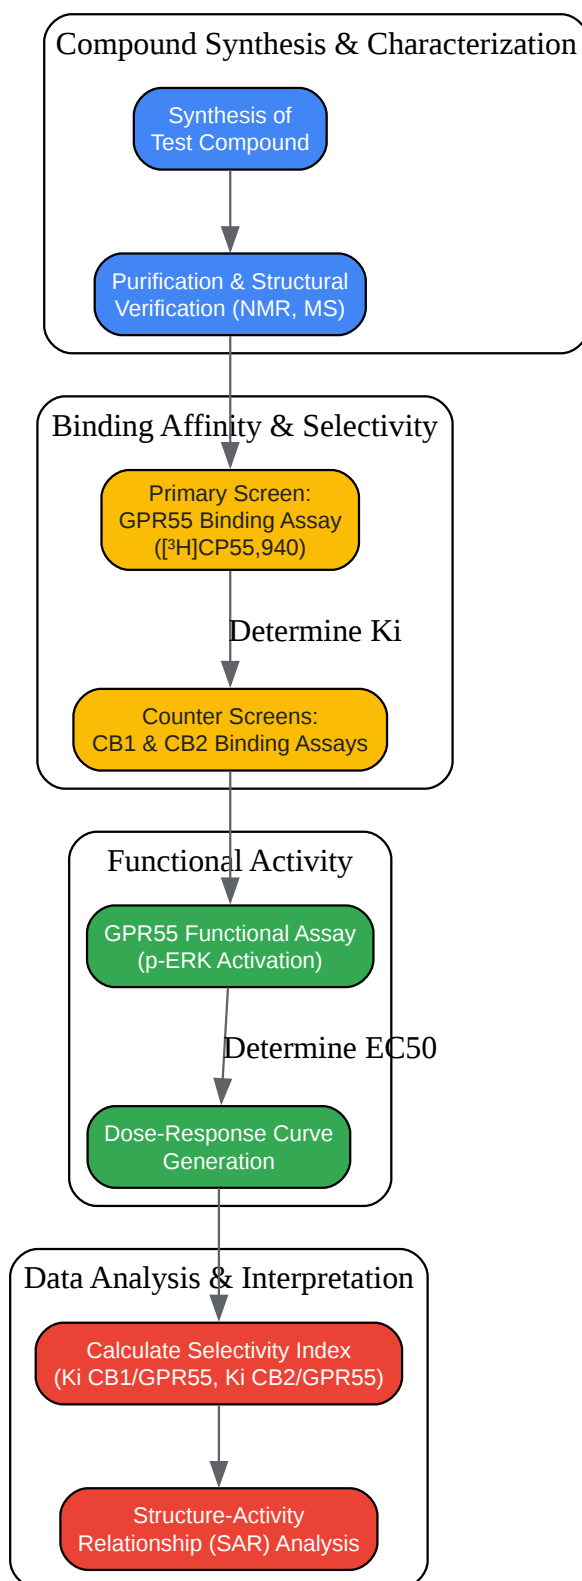 Compound Synthesis & Characterization
Synthesis of
Test Compound
Purification & Structural
Verification (NMR, MS)
Binding Affinity & Selectivity
Primary Screen:
GPR55 Binding Assay
([³H]CP55,940)
Determine Ki
Counter Screens:
CB1 & CB2 Binding Assays
Functional Activity
GPR55 Functional Assay
(p-ERK Activation)
Determine EC50
Dose-Response Curve
Generation
Data Analysis & Interpretation
Calculate Selectivity Index
(Ki CB1/GPR55, Ki CB2/GPR55)
Structure-Activity
Relationship (SAR) Analysis